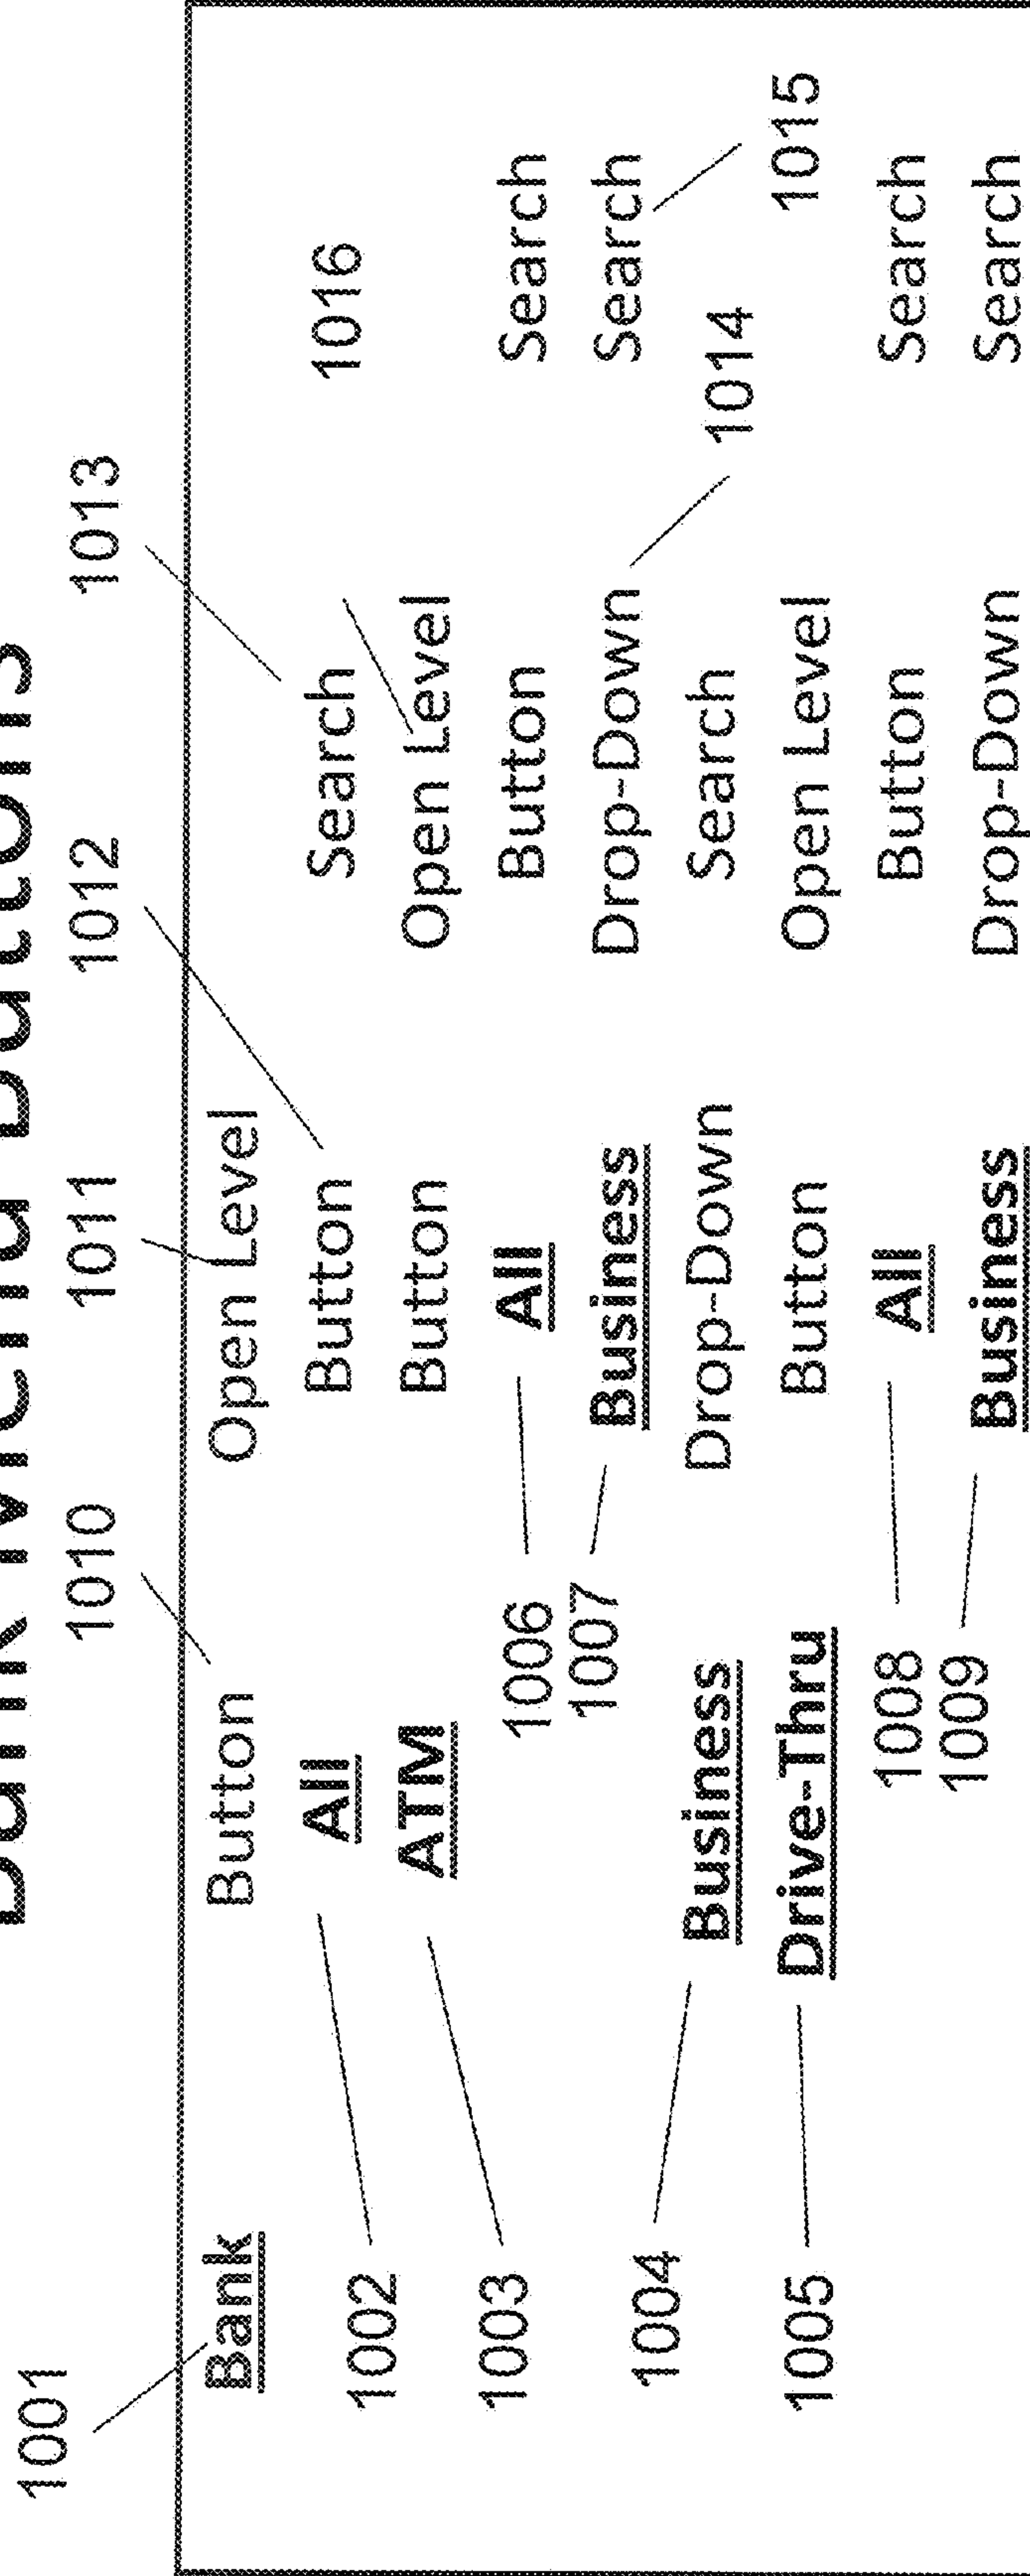 Bank Buttons
1001
1010 1011 1012 1013
Bank Button Open Level
1002 All Button Search 1016
ATM Button Open Level
1003 1006 All Button Search
1007 Business Drop-Down Search
1004 Business Drop-Down Search 1014
1005 Drive-Thru Button Open Level 1015
1008 All Button Search
1009 Business Drop-Down Search